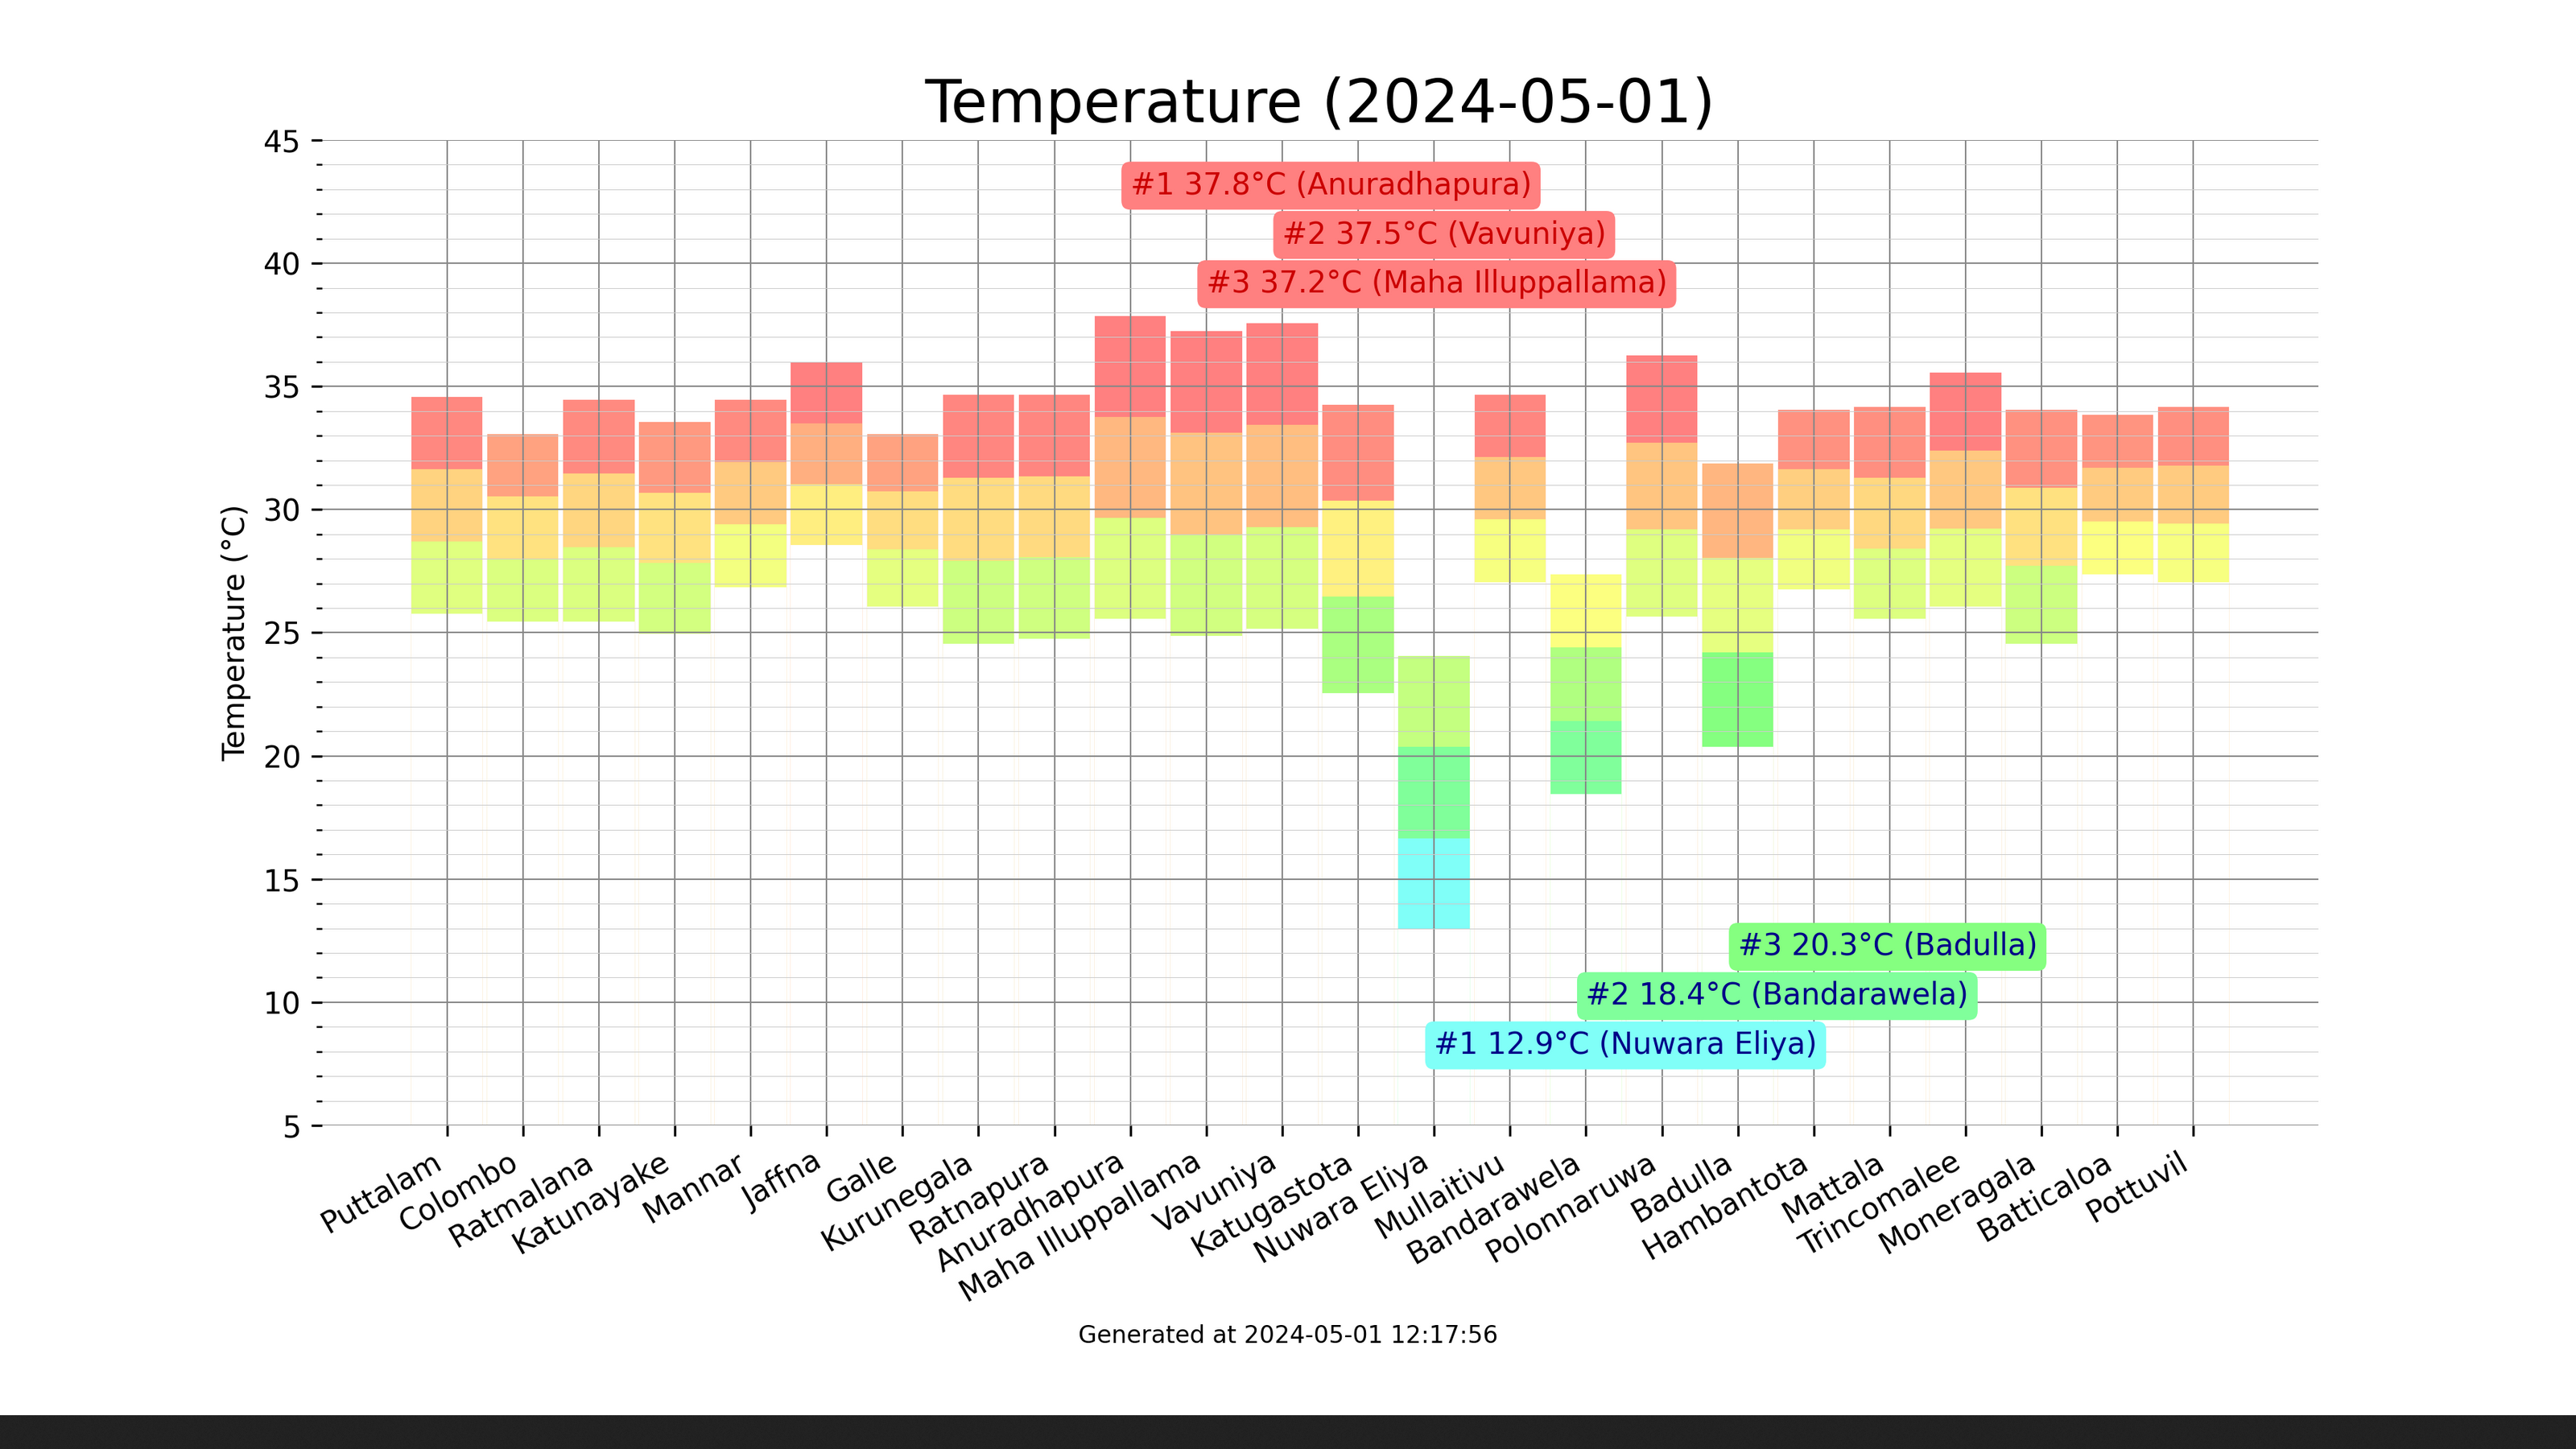 Temperature (2024-05-01)
45
40
35
30
25
20
15
10
5
Temperature (°C)
#1 37.8°C (Anuradhapura)
#2 37.5°C (Vavuniya)
#3 37.2°C (Maha Illuppallama)
#3 20.3°C (Badulla)
#2 18.4°C (Bandarawela)
#1 12.9°C (Nuwara Eliya)
Puttalam
Colombo
Ratmalana
Katunayake
Mannar
Jaffna
Galle
Kurunegala
Ratnapura
Anuradhapura
Maha Illuppallama
Vavuniya
Katugastota
Nuwara Eliya
Mullaitivu
Bandarawela
Polonnaruwa
Badulla
Hambantota
Mattala
Trincomalee
Moneragala
Batticaloa
Pottuvil
Generated at 2024-05-01 12:17:56